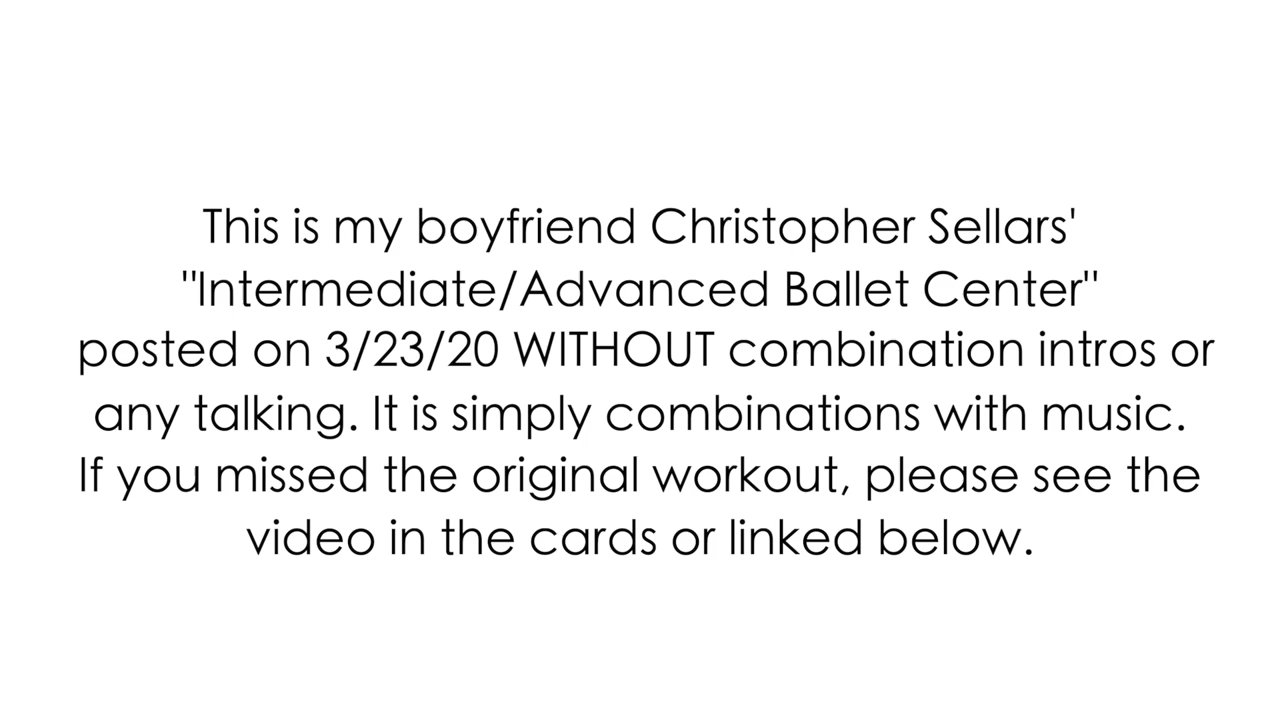 This is my boyfriend Christopher Sellars'
"Intermediate/Advanced Ballet Center"
posted on 3/23/20 WITHOUT combination intros or
any talking. It is simply combinations with music.
If you missed the original workout, please see the
video in the cards or linked below.